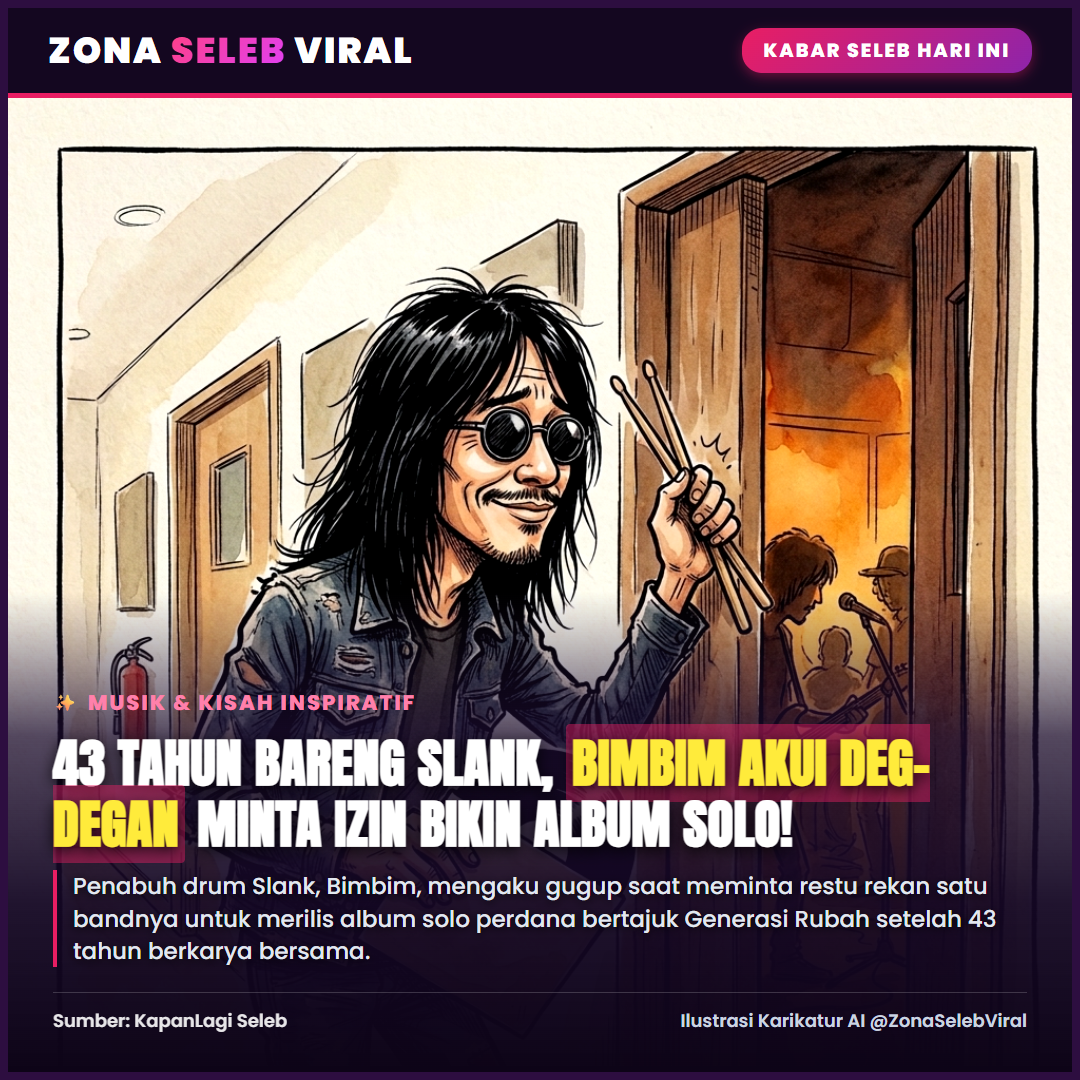 ZONA SELEB VIRAL
KABAR SELEB HARI INI
✨ MUSIK & KISAH INSPIRATIF
43 TAHUN BARENG SLANK, BIMBIM AKUI DEG-
DEGAN MINTA IZIN BIKIN ALBUM SOLO!
Penabuh drum Slank, Bimbim, mengaku gugup saat meminta restu rekan satu
bandnya untuk merilis album solo perdana bertajuk Generasi Rubah setelah 43
tahun berkarya bersama.
Sumber: KapanLagi Seleb
Ilustrasi Karikatur AI @ZonaSelebViral